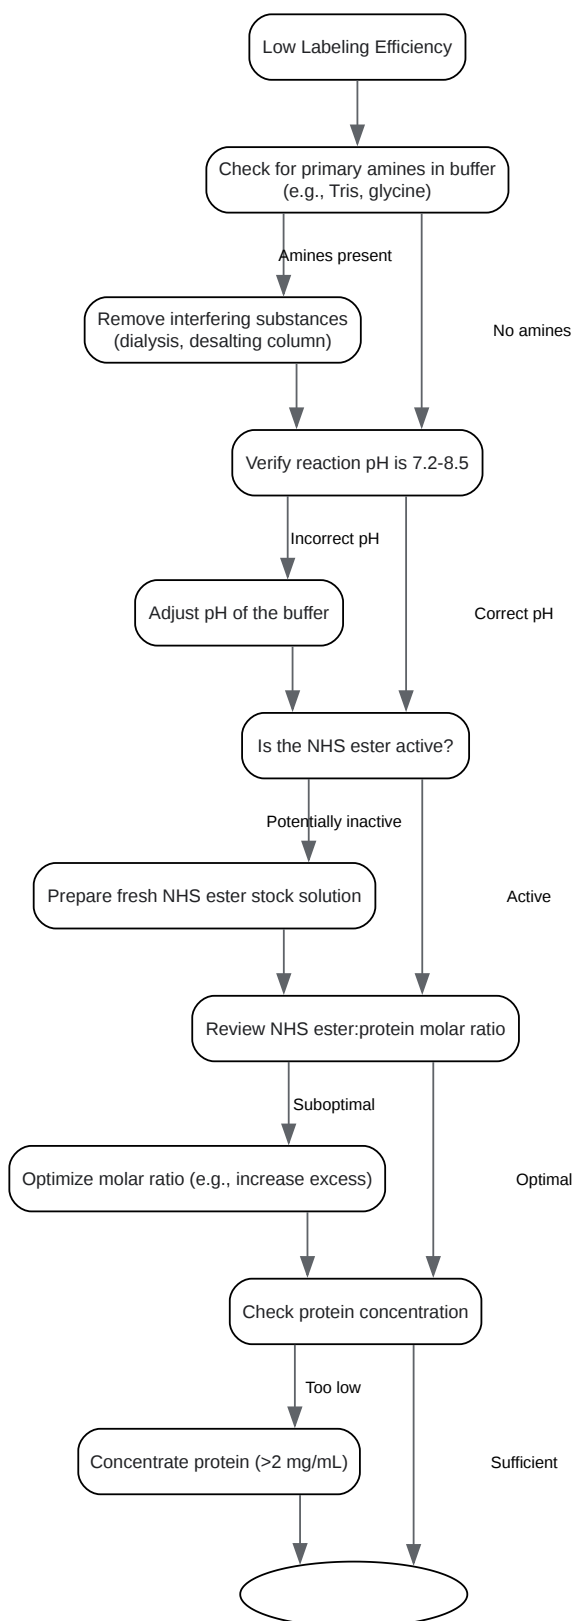 Low Labeling Efficiency
Check for primary amines in buffer
(e.g., Tris, glycine)
Amines present
Remove interfering substances
(dialysis, desalting column)
No amines
Verify reaction pH is 7.2-8.5
Incorrect pH
Adjust pH of the buffer
Correct pH
Is the NHS ester active?
Potentially inactive
Prepare fresh NHS ester stock solution
Active
Review NHS ester:protein molar ratio
Suboptimal
Optimize molar ratio (e.g., increase excess)
Optimal
Check protein concentration
Too low
Concentrate protein (>2 mg/mL)
Sufficient